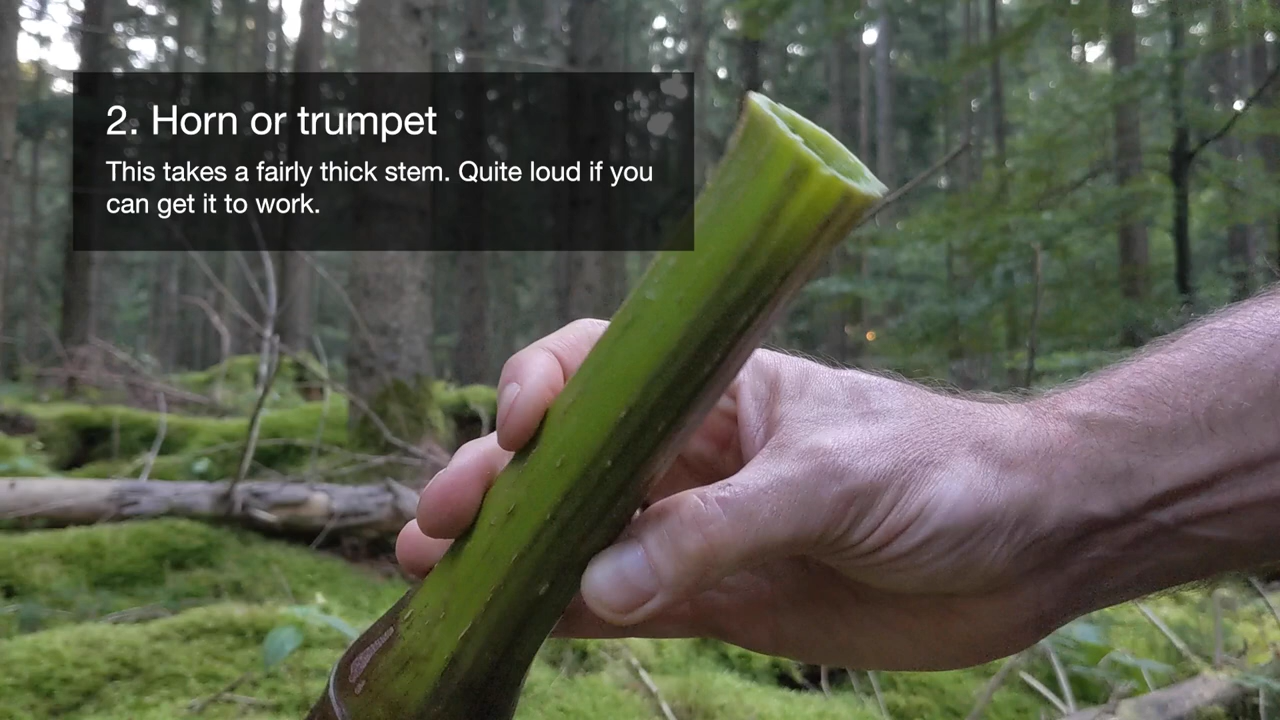 2. Horn or trumpet
This takes a fairly thick stem. Quite loud if you
can get it to work.